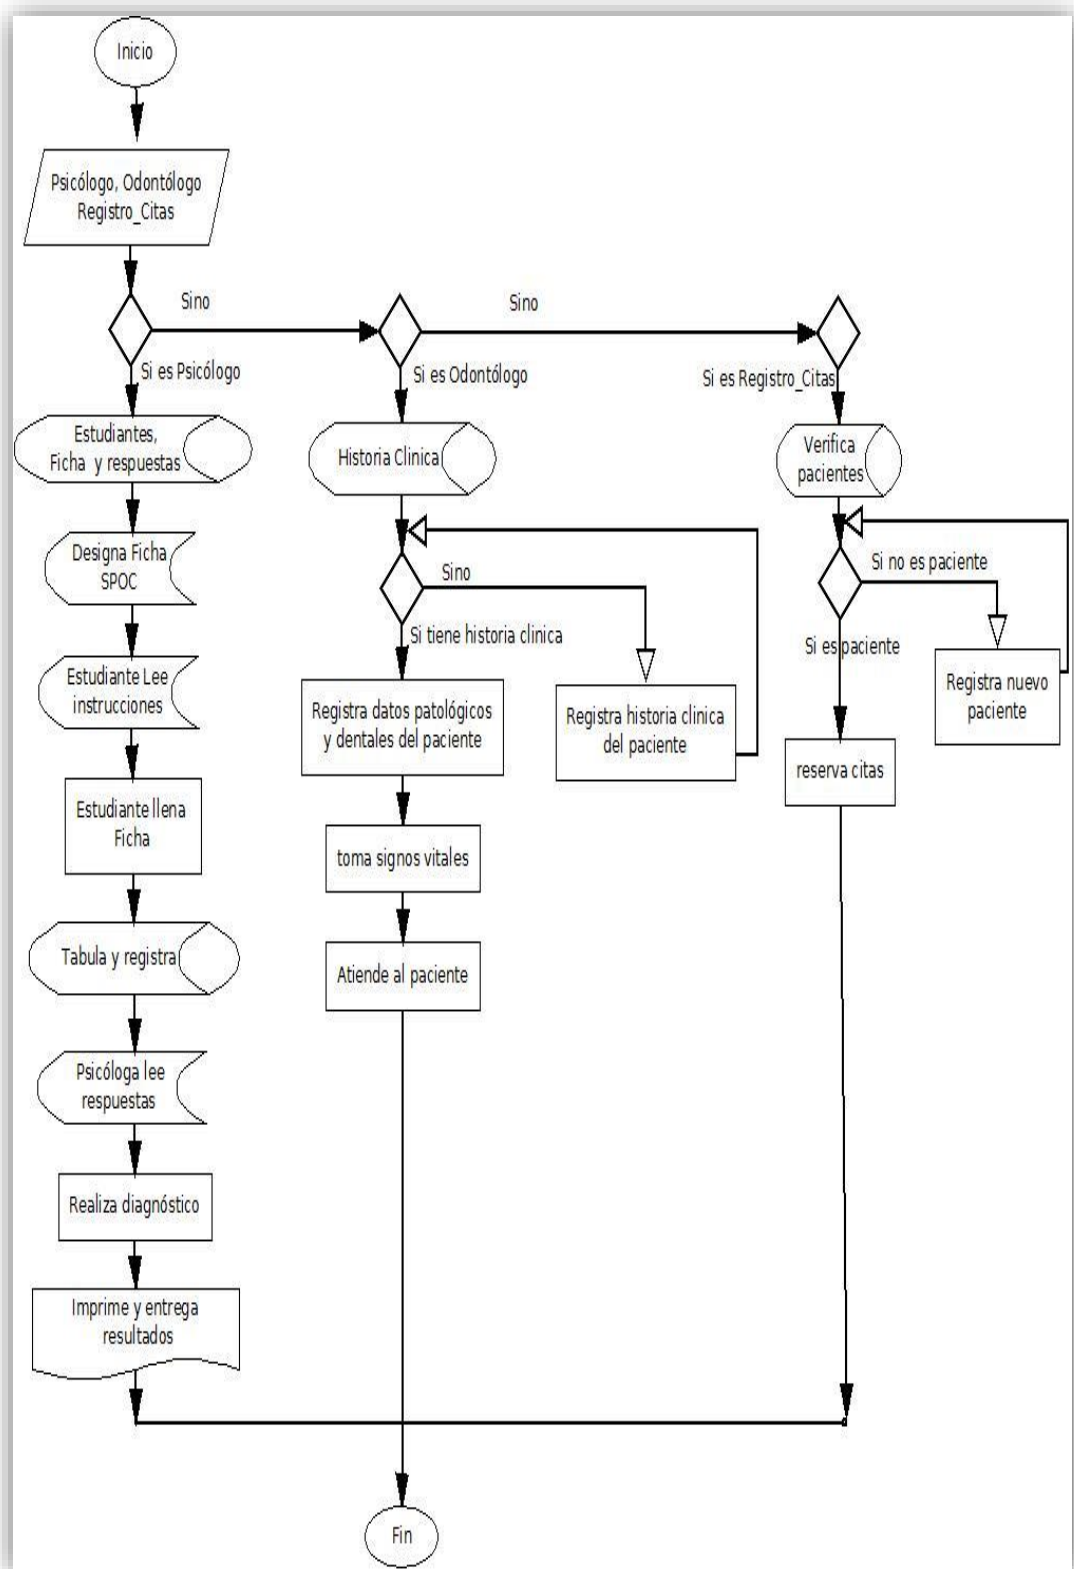 Inicio
Psicólogo, Odontólogo
Registro_Citas
Sino
Sino
Si es Psicólogo
Si es Odontólogo
Si es Registro_Citas
Estudiantes,
Ficha y respuestas
Historia Clinica
Verifica
pacientes
Designa Ficha
SPOC
Sino
Si no es paciente
Si tiene historia clinica
Si es paciente
Estudiante Lee
instrucciones
Registra datos patológicos
y dentales del paciente
Registra historia clinica
del paciente
Registra nuevo
paciente
reserva citas
Estudiante llena
Ficha
toma signos vitales
Tabula y registra
Atiende al paciente
Psicóloga lee
respuestas
Realiza diagnóstico
Imprime y entrega
resultados
Fin